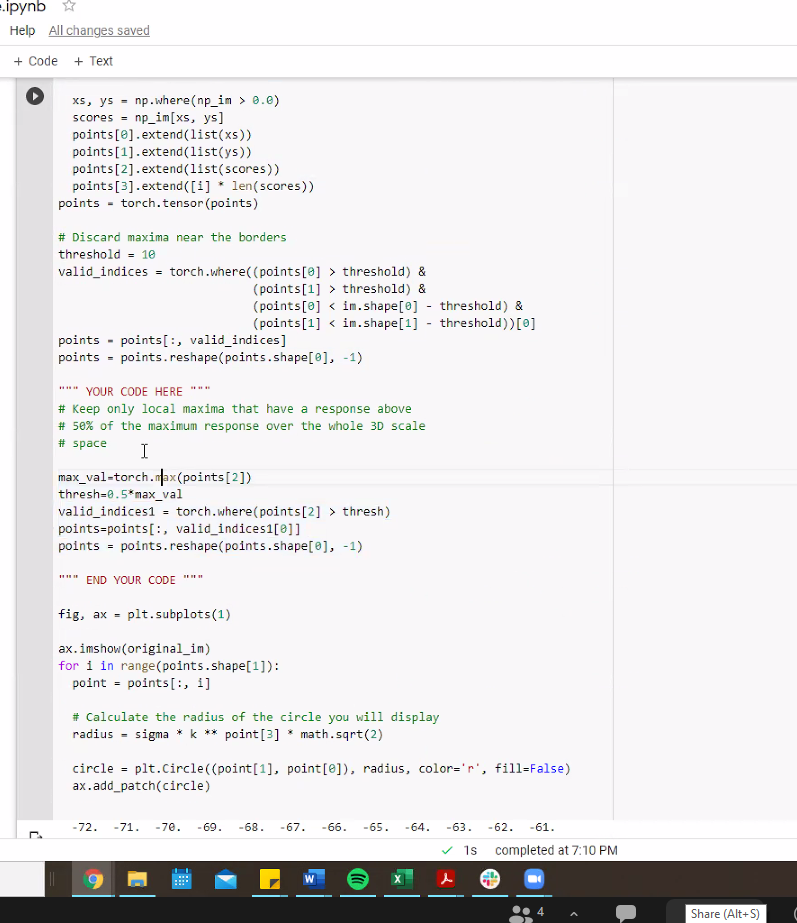 e.ipynb
Help All changes saved
+ Code + Text
xs, ys = np.where(np_im > 0.0)
scores = np_im[xs, ys]
points[0].extend(list(xs))
points[1].extend(list(ys))
points[2].extend(list(scores))
points[3].extend([i] * len(scores))
points = torch.tensor(points)
# Discard maxima near the borders
threshold = 10
valid_indices = torch.where((points[0] > threshold) &
(points[1] > threshold) &
(points[0] < im.shape[0] - threshold) &
(points[1] < im.shape[1] - threshold))[0]
points = points[:, valid_indices]
points = points.reshape(points.shape[0], -1)
""" YOUR CODE HERE """
# Keep only local maxima that have a response above
# 50% of the maximum response over the whole 3D scale
# space
max_val=torch.max(points[2])
thresh=0.5*max_val
valid_indices1 = torch.where(points[2] > thresh)
points=points[:, valid_indices1[0]]
points = points.reshape(points.shape[0], -1)
""" END YOUR CODE """
fig, ax = plt.subplots(1)
ax.imshow(original_im)
for i in range(points.shape[1]):
point = points[:, i]
# Calculate the radius of the circle you will display
radius = sigma * k ** point[3] * math.sqrt(2)
circle = plt.Circle((point[1], point[0]), radius, color='r', fill=False)
ax.add_patch(circle)
-72. -71. -70. -69. -68. -67. -66. -65. -64. -63. -62. -61.
1s completed at 7:10 PM
4
Share (Alt+S)